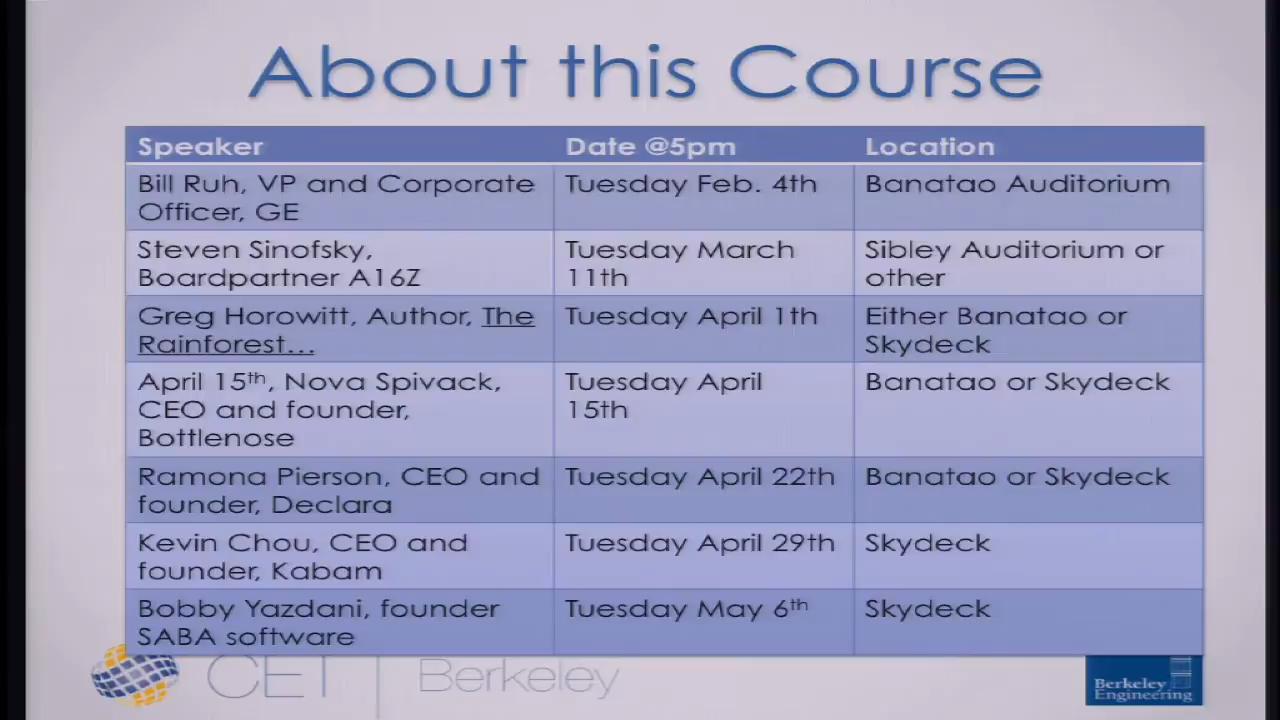 About this Course
Speaker
Date @5pm
Location
Bill Ruh, VP and Corporate
Officer, GE
Tuesday Feb. 4th
Banatao Auditorium
Steven Sinofsky,
Boardpartner A16Z
Tuesday March
11th
Sibley Auditorium or
other
Greg Horowitt, Author, The
Rainforest...
Tuesday April 1th
Either Banatao or
Skydeck
April 15th, Nova Spivack,
CEO and founder,
Bottlenose
Tuesday April
15th
Banatao or Skydeck
Ramona Pierson, CEO and
founder, Declara
Tuesday April 22th
Banatao or Skydeck
Kevin Chou, CEO and
founder, Kabam
Tuesday April 29th
Skydeck
Bobby Yazdani, founder
SABA software
Tuesday May 6th
Skydeck
CET | Berkeley
Berkeley
Engineering